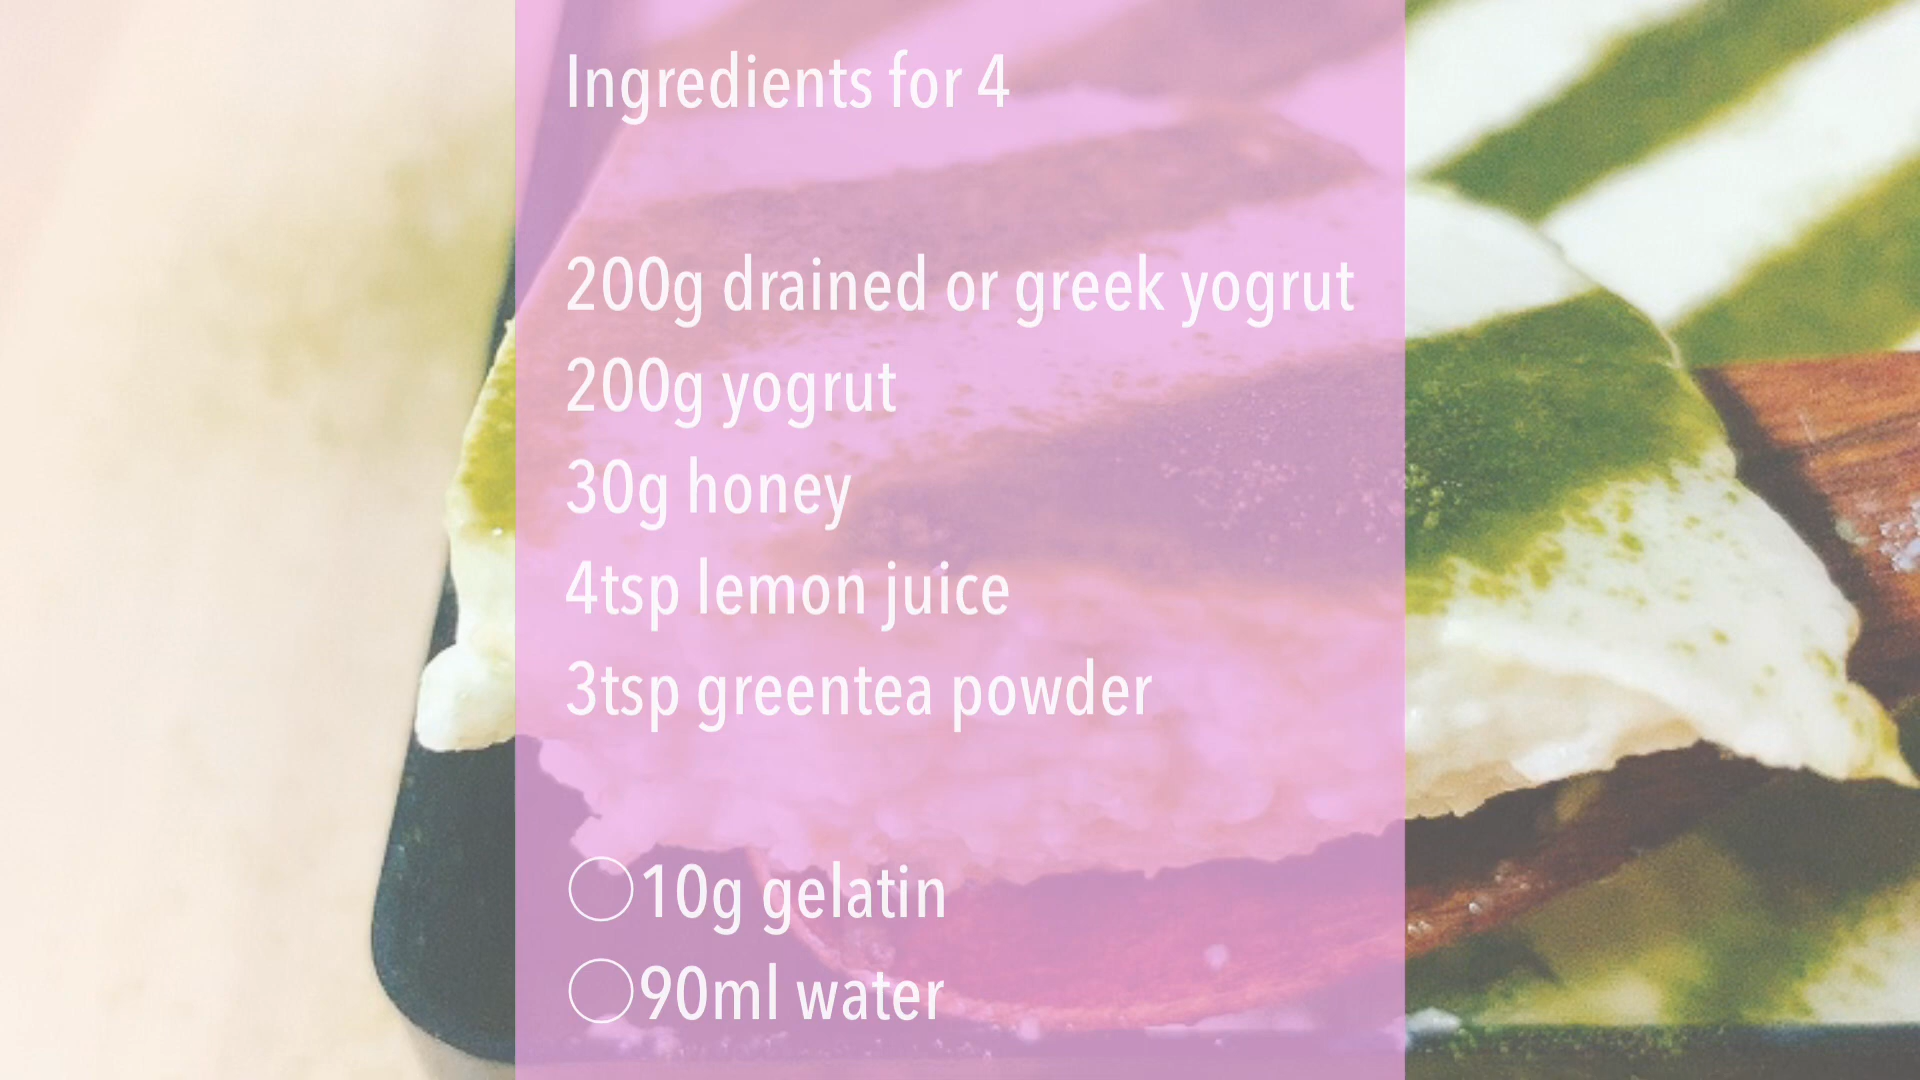 Ingredients for 4
200g drained or greek yogrut
200g yogrut
30g honey
4tsp lemon juice
3tsp greentea powder
◯10g gelatin
◯90ml water